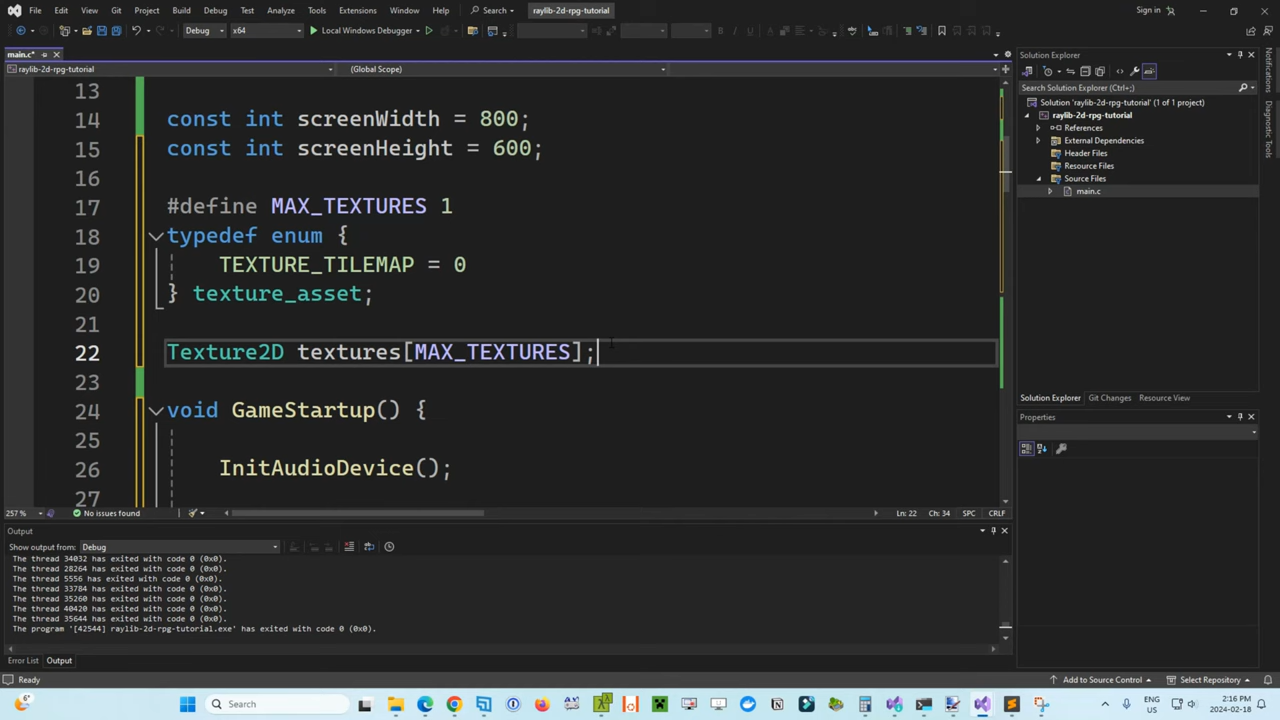 File Edit View Git Project Build Debug Test Analyze Tools Extensions Window Help Search raylib-2d-rpg-tutorial Sign in
Debug x64 Local Windows Debugger
main.c*
raylib-2d-rpg-tutorial (Global Scope)
13
14 const int screenWidth = 800;
15 const int screenHeight = 600;
16
17 #define MAX_TEXTURES 1
18 typedef enum {
19 TEXTURE_TILEMAP = 0
20 } texture_asset;
21
22 Texture2D textures[MAX_TEXTURES];
23
24 void GameStartup() {
25
26 InitAudioDevice();
27
257 % No issues found Ln: 22 Ch: 34 SPC CRLF
Output
Show output from: Debug
The thread 34032 has exited with code 0 (0x0).
The thread 28264 has exited with code 0 (0x0).
The thread 5556 has exited with code 0 (0x0).
The thread 33784 has exited with code 0 (0x0).
The thread 35260 has exited with code 0 (0x0).
The thread 40420 has exited with code 0 (0x0).
The thread 35644 has exited with code 0 (0x0).
The program '[42544] raylib-2d-rpg-tutorial.exe' has exited with code 0 (0x0).
Error List Output
Solution Explorer
Search Solution Explorer (Ctrl+;)
Solution 'raylib-2d-rpg-tutorial' (1 of 1 project)
raylib-2d-rpg-tutorial
References
External Dependencies
Header Files
Resource Files
Source Files
main.c
Solution Explorer Git Changes Resource View
Properties
Notifications
Diagnostic Tools
Ready Add to Source Control Select Repository
6° Search ENG US 2:16 PM 2024-02-18